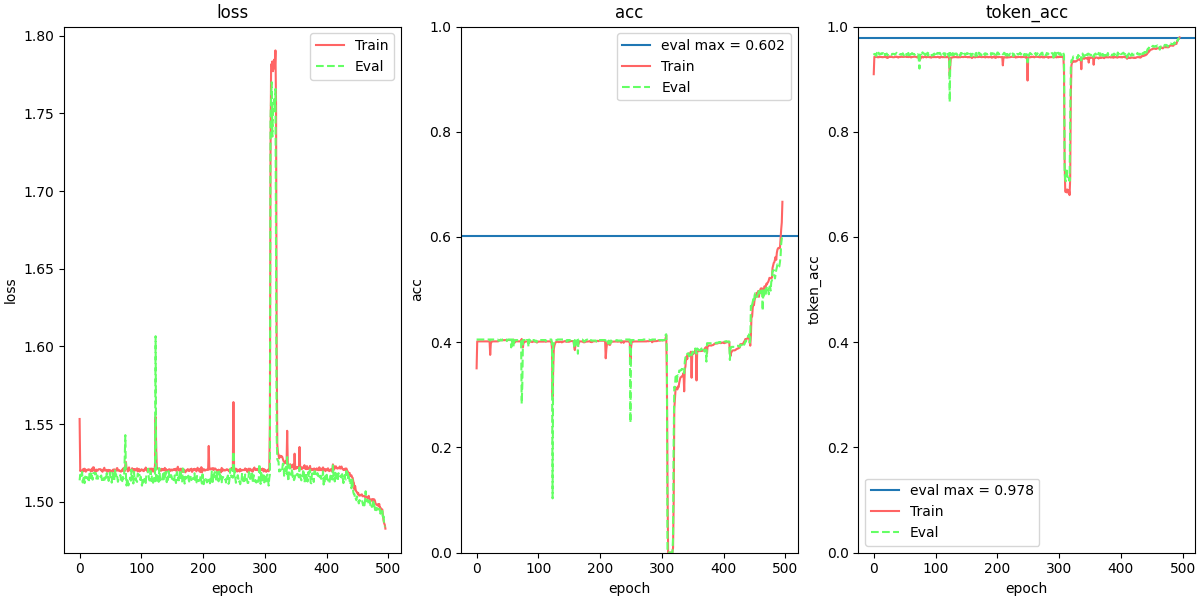 loss
1.80
1.75
1.70
1.65
1.60
1.55
1.50
loss
0
100
200
300
400
500
epoch
Train
Eval
acc
1.0
0.8
0.6
0.4
0.2
0.0
acc
0
100
200
300
400
500
epoch
eval max = 0.602
Train
Eval
token_acc
1.0
0.8
0.6
0.4
0.2
0.0
token_acc
0
100
200
300
400
500
epoch
eval max = 0.978
Train
Eval